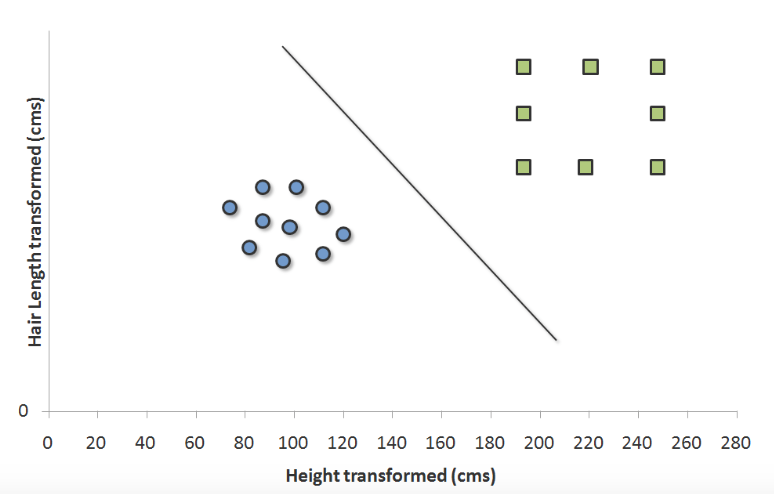 Hair Length transformed (cms)
0
0 20 40 60 80 100 120 140 160 180 200 220 240 260 280
Height transformed (cms)